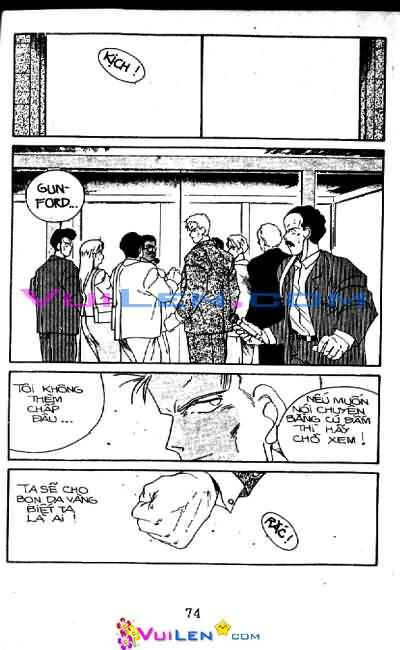 KỊCH!
GUN-
FORD...
VUILEN.COM
TÔI KHÔNG
THÈM
CHẤP
ĐÂU...
NẾU MUỐN
NÓI CHUYỆN
BẰNG CÚ ĐẤM
THÌ HÃY
CHỜ XEM!
TA SẼ CHO
BỌN DA VÀNG
BIẾT TA
LÀ AI!
RẮC!
74
VUILEN.COM